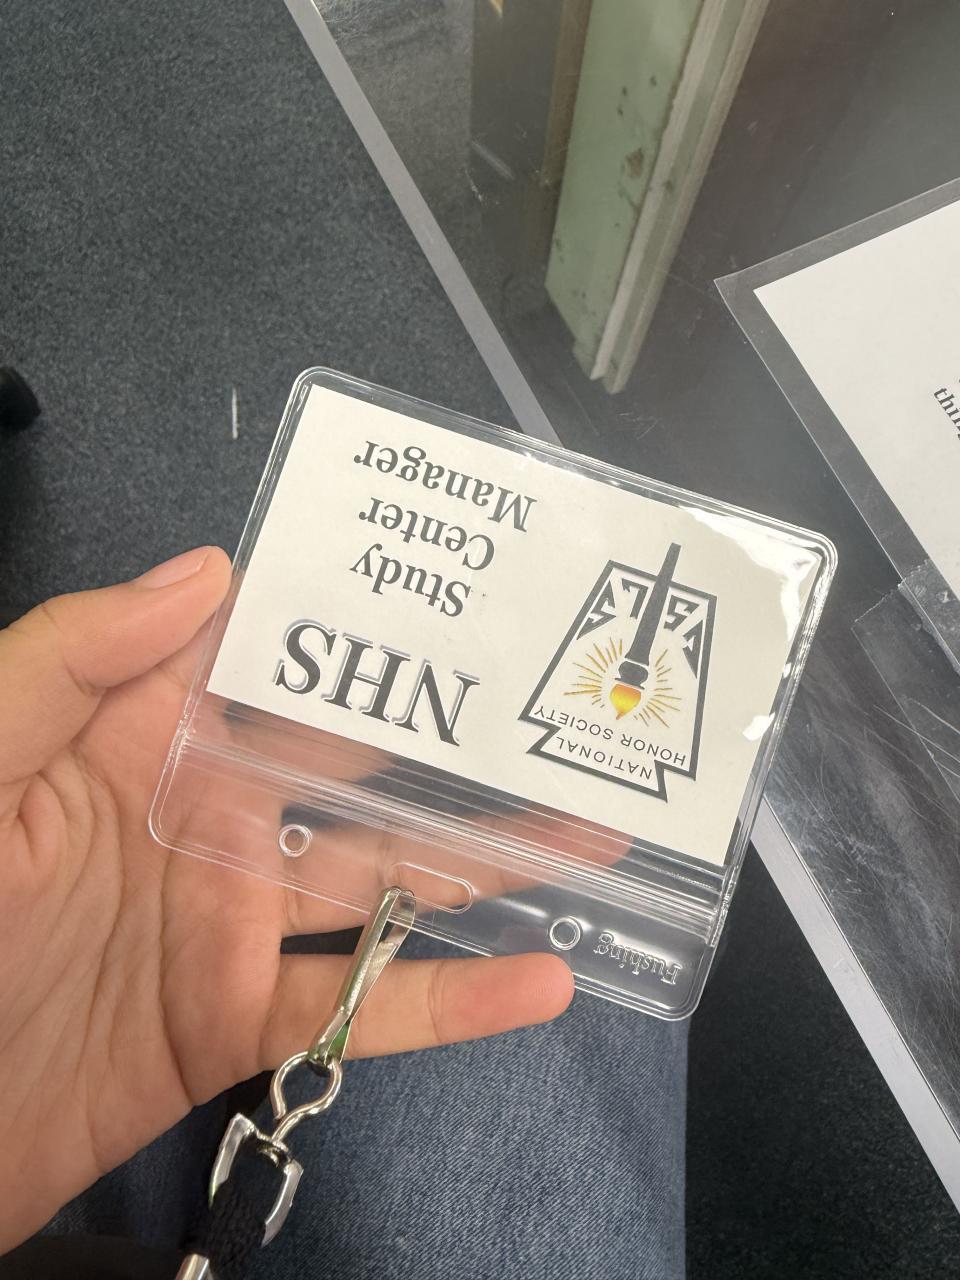 NATIONAL
HONOR SOCIETY
C S L S
NHS
Study
Center
Manager
Fushing